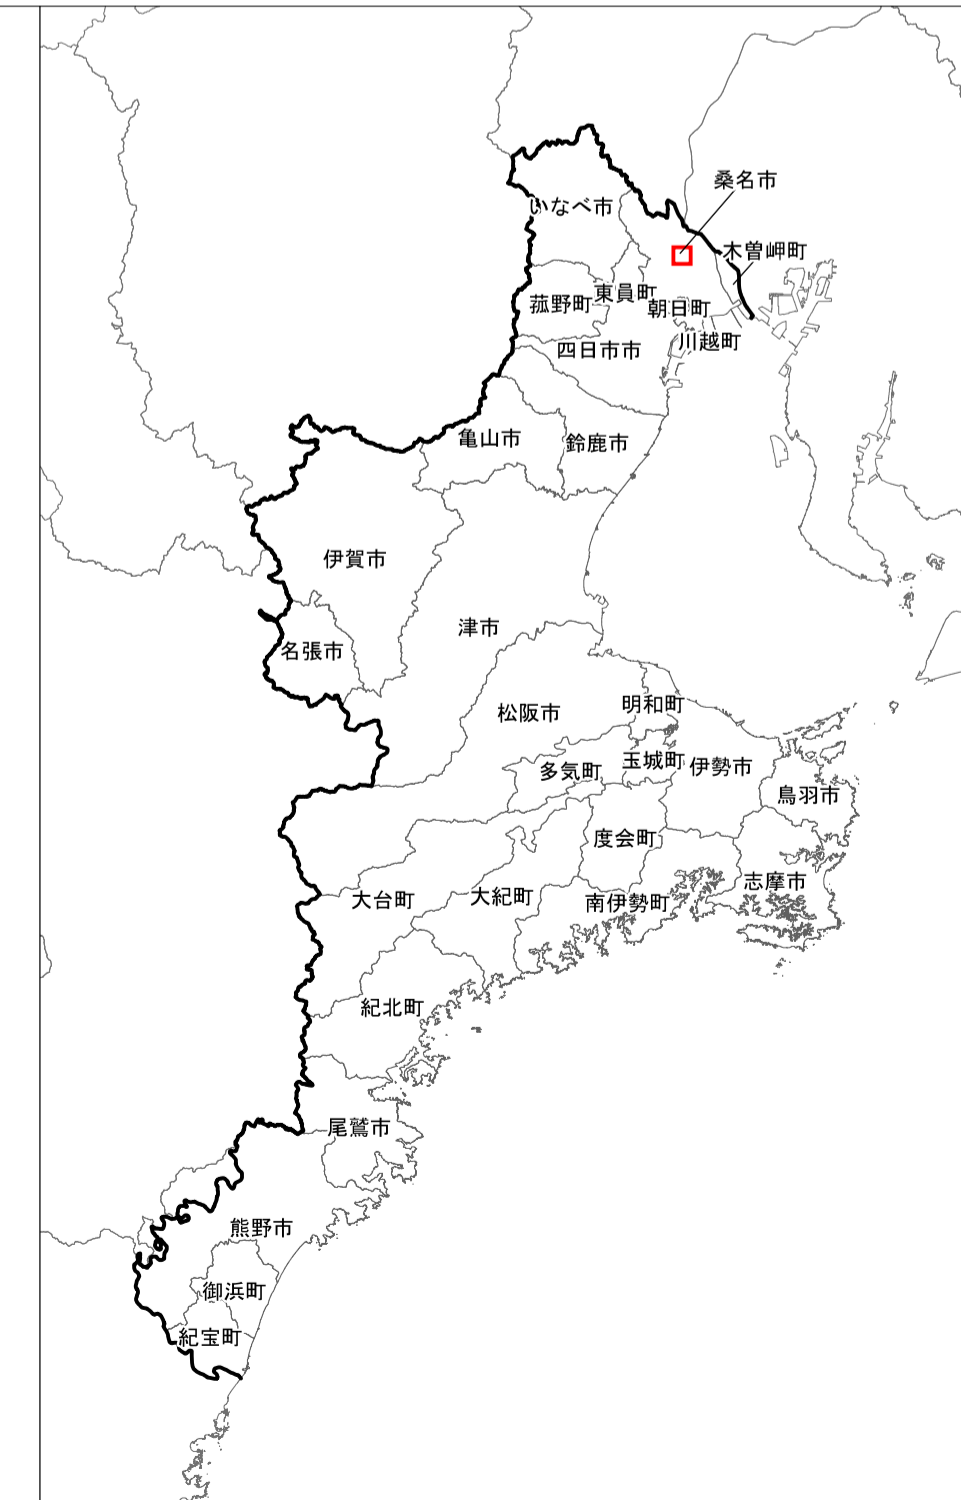 桑名市
いなべ市
木曽岬町
東員町
菰野町
朝日町
川越町
四日市市
亀山市
鈴鹿市
伊賀市
津市
名張市
明和町
松阪市
玉城町
伊勢市
多気町
鳥羽市
度会町
志摩市
大台町
大紀町
南伊勢町
紀北町
尾鷲市
熊野市
御浜町
紀宝町